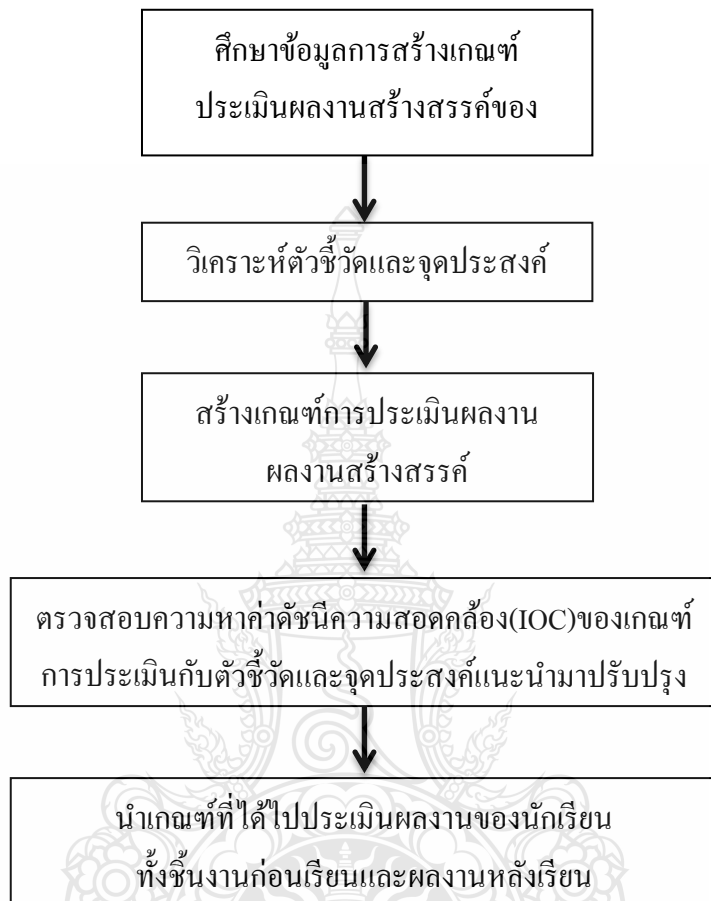 ศึกษาข้อมูลการสร้างเกณฑ์
ประเมินผลงานสร้างสรรค์ของ
วิเคราะห์ตัวชี้วัดและจุดประสงค์
สร้างเกณฑ์การประเมินผลงาน
ผลงานสร้างสรรค์
ตรวจสอบความหาค่าดัชนีความสอดคล้อง(IOC)ของเกณฑ์
การประเมินกับตัวชี้วัดและจุดประสงค์แนะนำมาปรับปรุง
นำเกณฑ์ที่ได้ไปประเมินผลงานของนักเรียน
ทั้งชิ้นงานก่อนเรียนและผลงานหลังเรียน